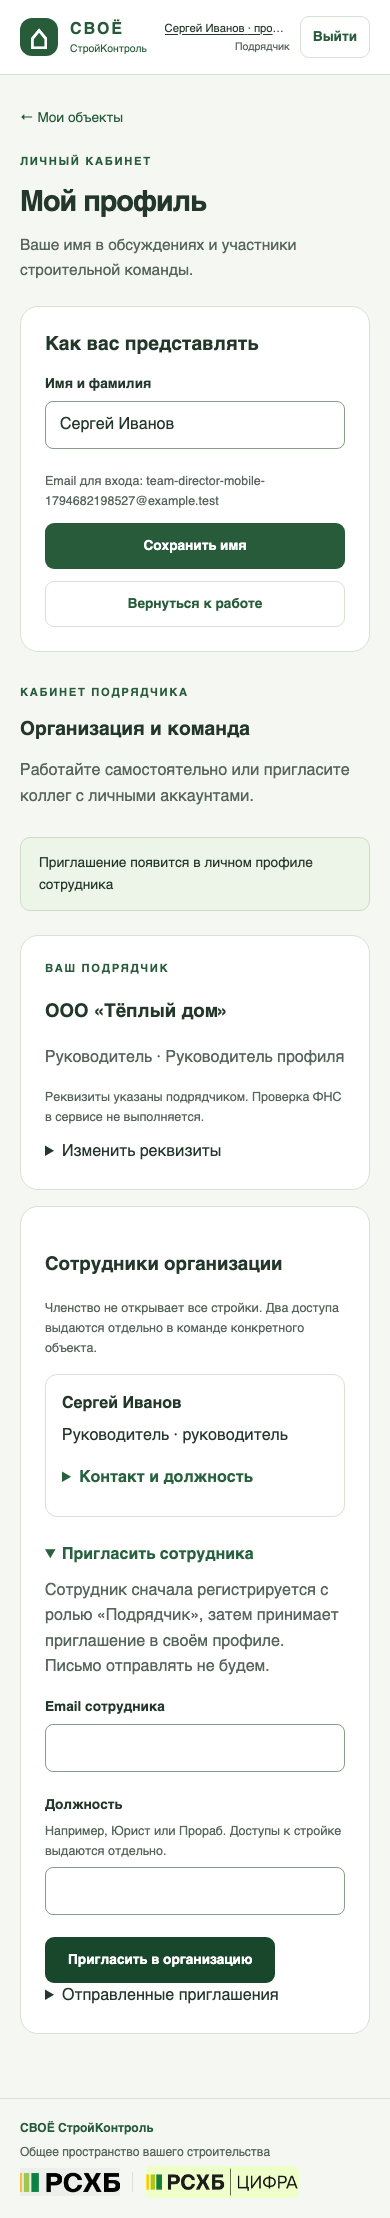 СВОЁ
СтройКонтроль
Сергей Иванов · про...
Подрядчик
Выйти
← Мои объекты
ЛИЧНЫЙ КАБИНЕТ
Мой профиль
Ваше имя в обсуждениях и участники
строительной команды.
Как вас представлять
Имя и фамилия
Сергей Иванов
Email для входа: team-director-mobile-
1794682198527@example.test
Сохранить имя
Вернуться к работе
КАБИНЕТ ПОДРЯДЧИКА
Организация и команда
Работайте самостоятельно или пригласите
коллег с личными аккаунтами.
Приглашение появится в личном профиле
сотрудника
ВАШ ПОДРЯДЧИК
ООО «Тёплый дом»
Руководитель · Руководитель профиля
Реквизиты указаны подрядчиком. Проверка ФНС
в сервисе не выполняется.
▶ Изменить реквизиты
Сотрудники организации
Членство не открывает все стройки. Два доступа
выдаются отдельно в команде конкретного
объекта.
Сергей Иванов
Руководитель · руководитель
▶ Контакт и должность
▼ Пригласить сотрудника
Сотрудник сначала регистрируется с
ролью «Подрядчик», затем принимает
приглашение в своём профиле.
Письмо отправлять не будем.
Email сотрудника
Должность
Например, Юрист или Прораб. Доступы к стройке
выдаются отдельно.
Пригласить в организацию
▶ Отправленные приглашения
СВОЁ СтройКонтроль
Общее пространство вашего строительства
РСХБ
РСХБ ЦИФРА